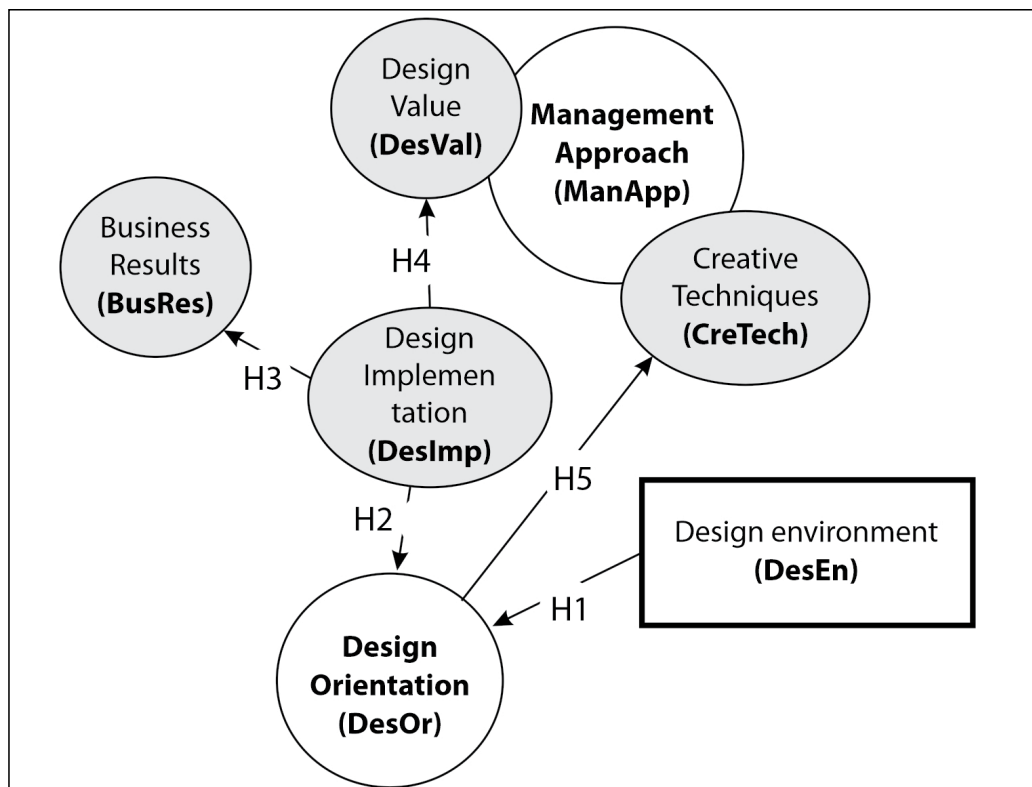 Design
Value
(DesVal)
Management
Approach
(ManApp)
Business
Results
(BusRes)
H4
Creative
Techniques
(CreTech)
Design
Implemen
tation
(DesImp)
H3
H5
H2
Design environment
(DesEn)
H1
Design
Orientation
(DesOr)